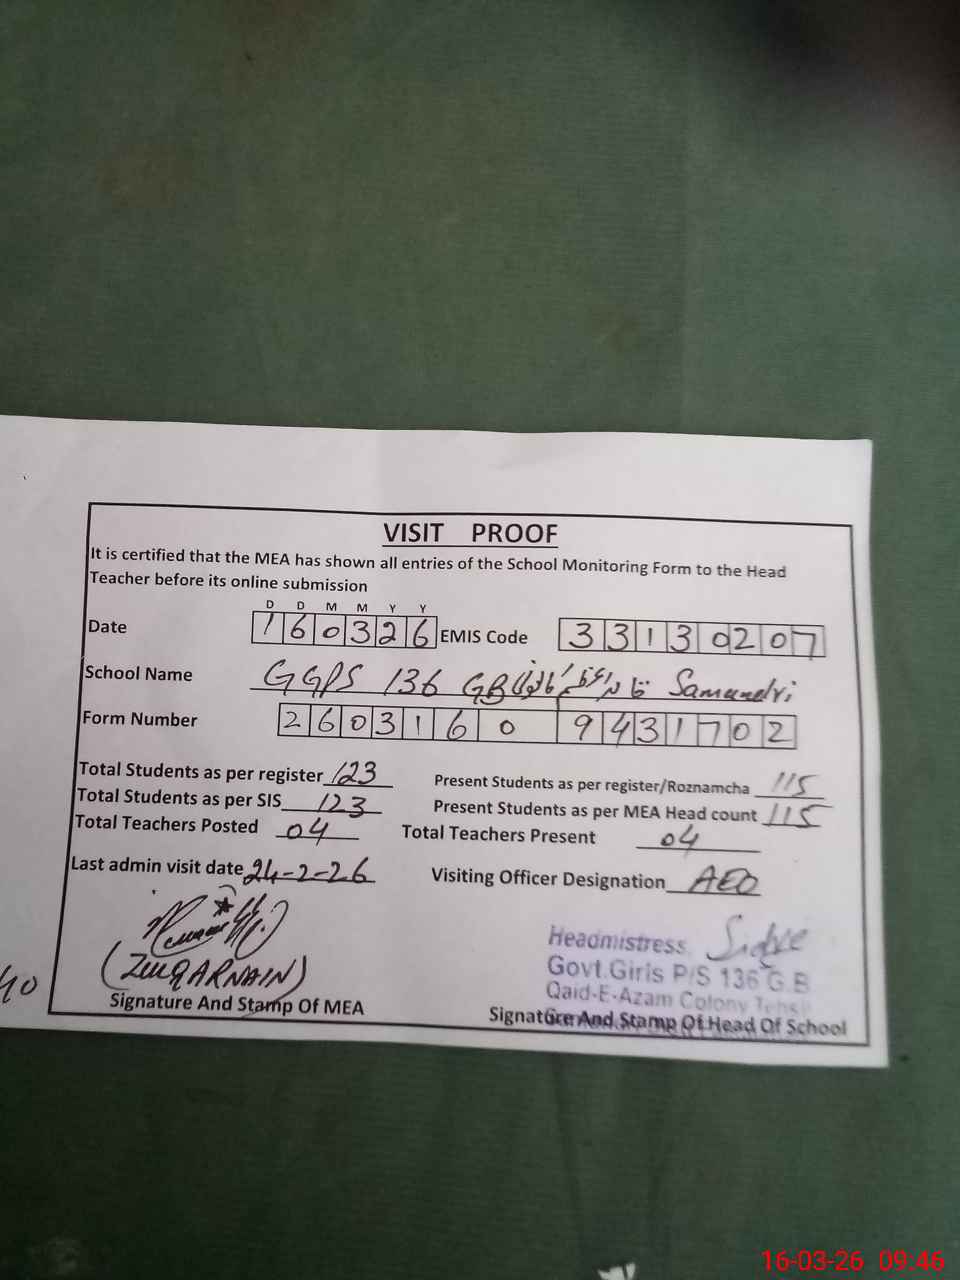 VISIT PROOF
It is certified that the MEA has shown all entries of the School Monitoring Form to the Head
Teacher before its online submission
D D M M Y Y
Date 1 6 0 3 2 6 EMIS Code 3 3 1 3 0 2 0 7
School Name GGPS 136 GB قائداعظم کالونی Samundri
Form Number 2 6 0 3 1 6 0 9 4 3 1 7 0 2
Total Students as per register 123 Present Students as per register/Roznamcha 115
Total Students as per SIS 123 Present Students as per MEA Head count 115
Total Teachers Posted 04 Total Teachers Present 04
Last admin visit date 24-2-26 Visiting Officer Designation AEO
(ZULQARNAIN)
Signature And Stamp Of MEA
Headmistress
Govt.Girls P/S 136 G.B
Qaid-E-Azam Colony Tehsil
Signature And Stamp Of Head Of School
40
16-03-26 09:46